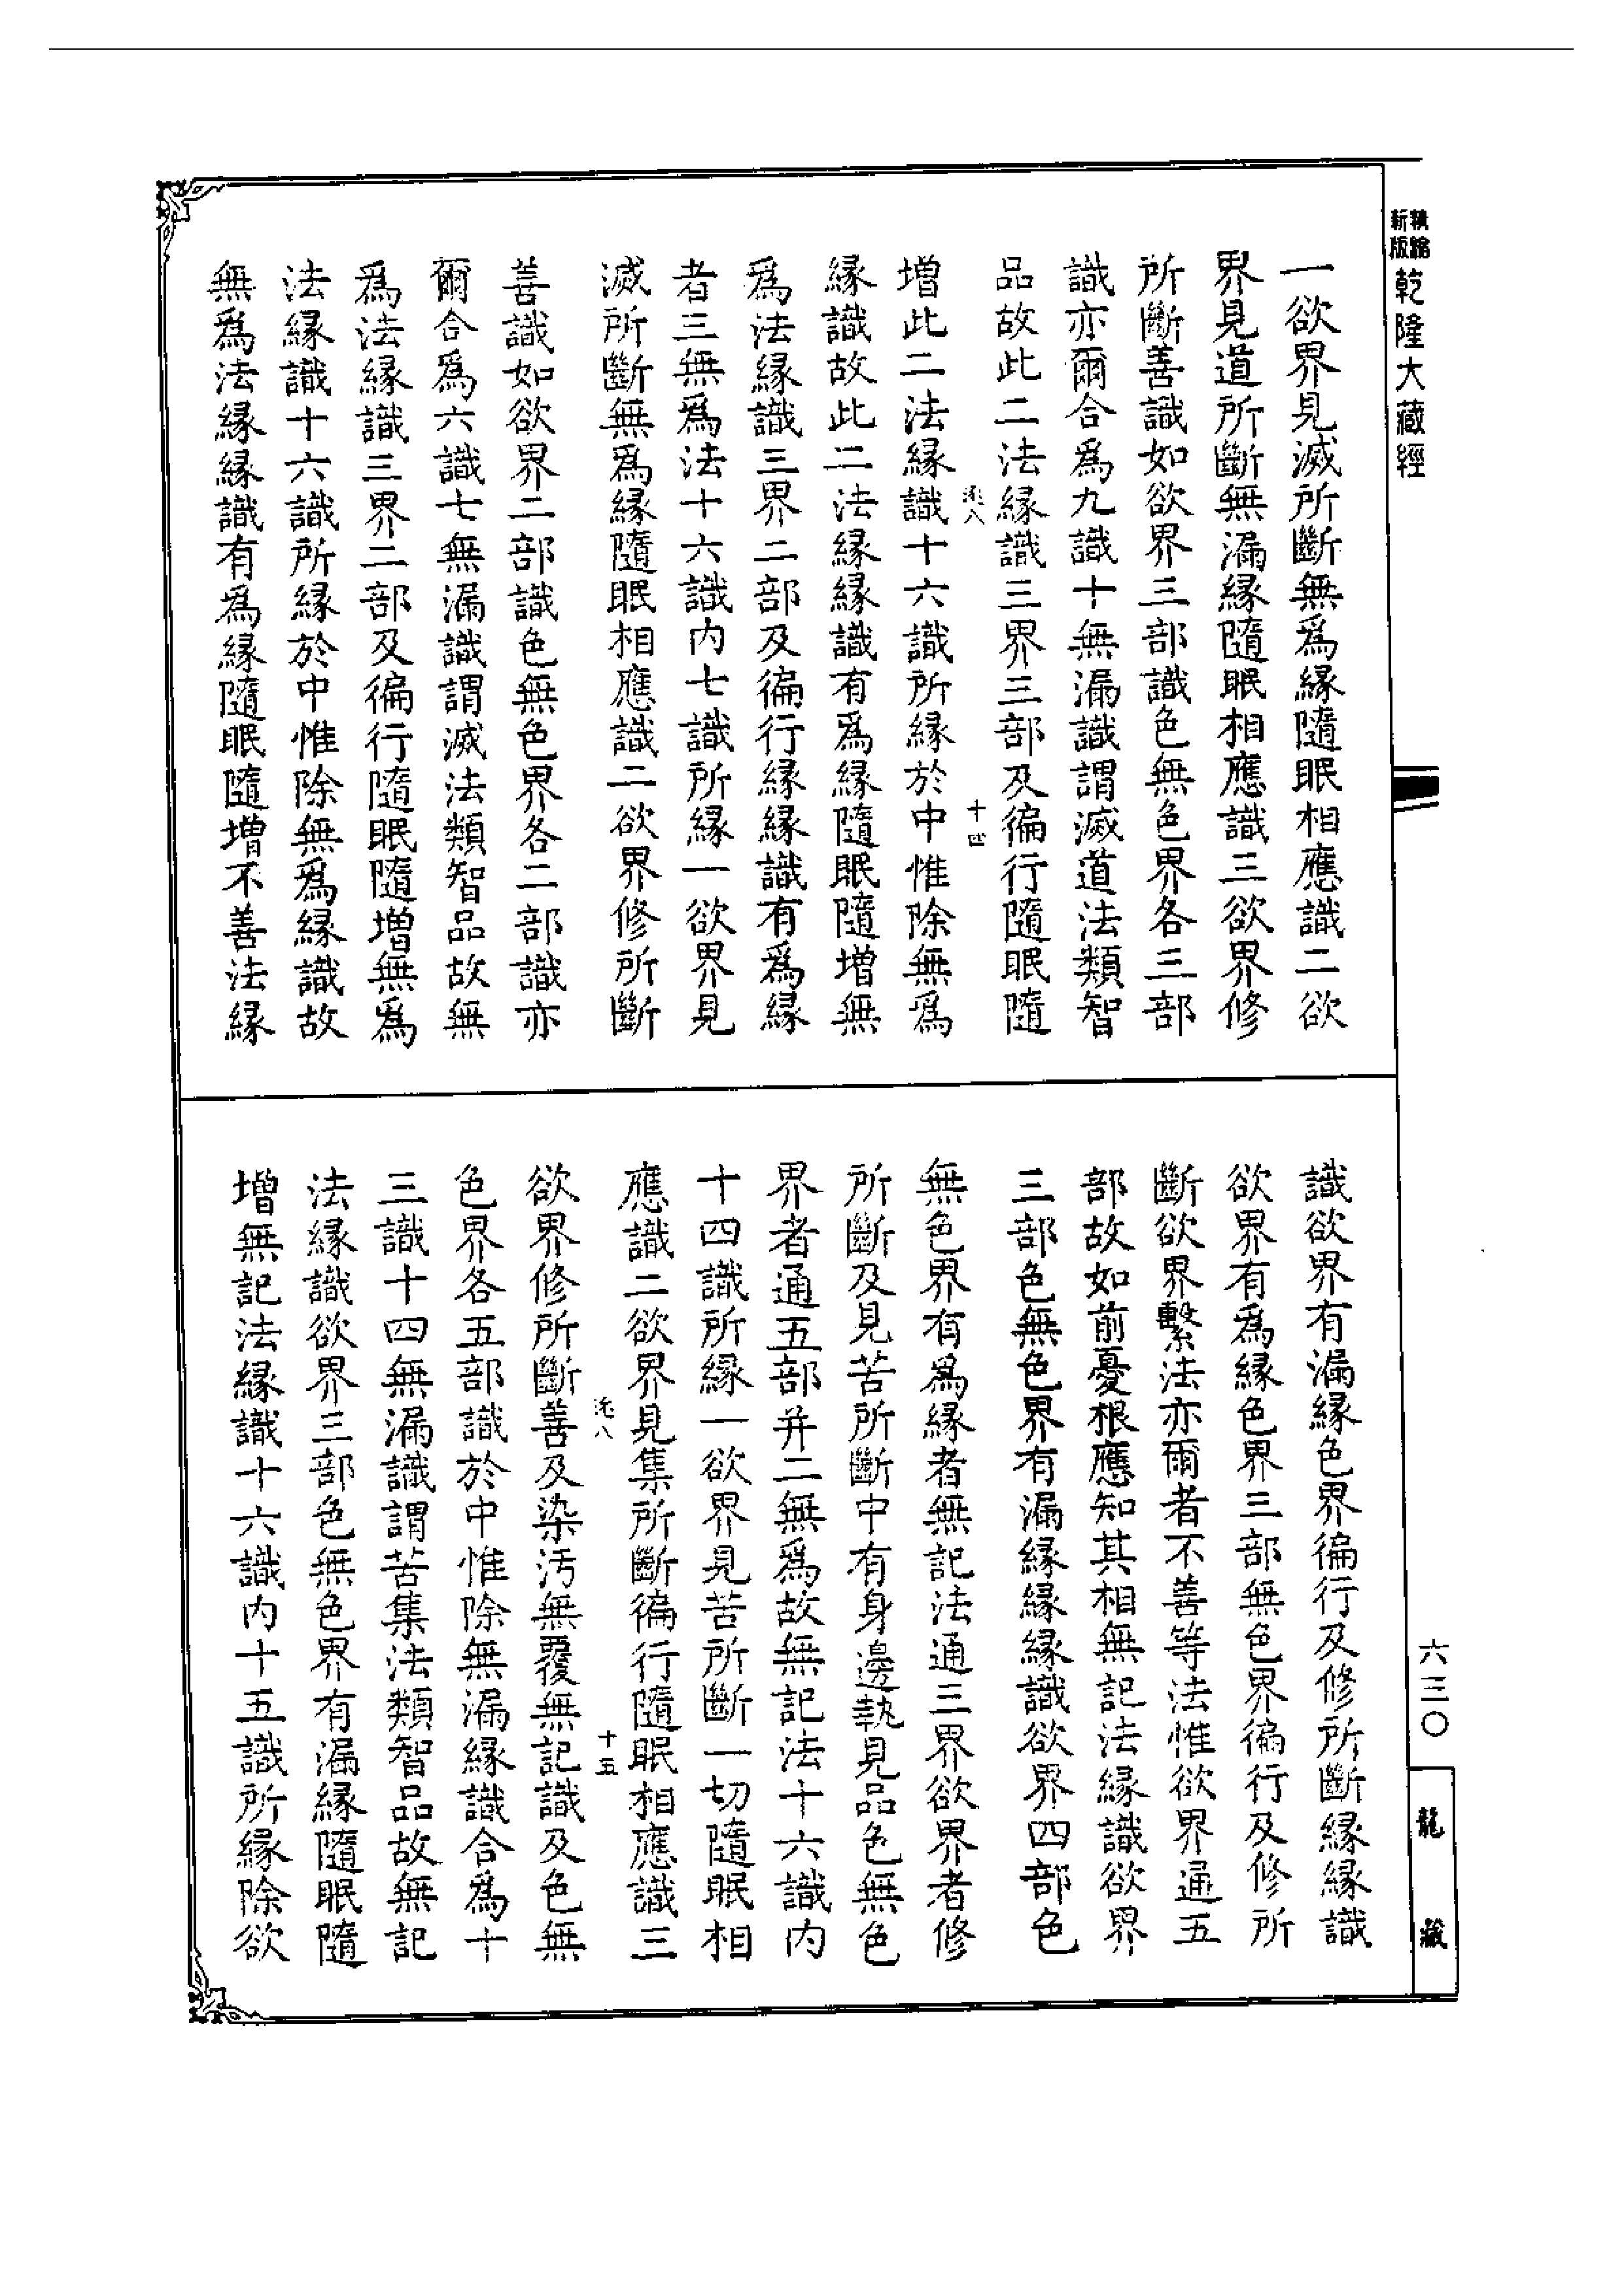 新版
乾隆大藏經
一欲界見滅所斷無爲緣隨眠相應識二欲
界見道所斷無漏緣隨眠相應識三欲界修
所斷善識如欲界三部識色無色界各三部
識亦爾合爲九識十無漏識謂滅道法類智
品故此二法緣識三界三部及徧行隨眠隨
十四
增此二法緣識十六識所緣於中惟除無爲
緣識故此二法緣緣識有爲緣隨眠隨增無
爲法緣識三界二部及徧行緣緣識有爲緣
者三無爲法十六識內七識所緣一欲界見
滅所斷無爲緣隨眠相應識二欲界修所斷
善識如欲界二部識色無色界各二部識亦
爾合爲六識七無漏識謂滅法類智品故無
爲法緣識三界二部及徧行隨眠隨增無爲
法緣識十六識所緣於中惟除無爲緣識故
無爲法緣緣識有爲緣隨眠隨增不善法緣
識欲界有漏緣色界徧行及修所斷緣緣識
欲界有爲緣色界三部無色界徧行及修所
斷欲界繫法亦爾者不善等法惟欲界通五
部故如前憂根應知其相無記法緣識欲界
三部色無色界有漏緣緣緣識欲界四部色
無色界有爲緣者無記法通三界欲界者修
所斷及見苦所斷中有身邊執見品色無色
界者通五部并二無爲故無記法十六識內
十四識所緣一欲界見苦所斷一切隨眠相
應識二欲界見集所斷徧行隨眠相應識三
十五
欲界修所斷善及染汚無覆無記識及色無
色界各五部識於中惟除無漏緣識合爲十
三識十四無漏識謂苦集法類智品故無記
法緣識欲界三部色無色界有漏緣隨眠隨
增無記法緣識十六識內十五識所緣除欲
六三〇
龍藏